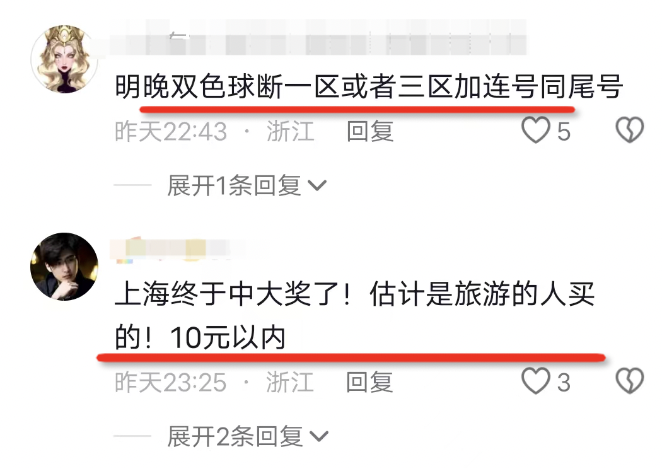 明晚双色球断一区或者三区加连号同尾号
昨天22:43 · 浙江 回复 5
展开1条回复
上海终于中大奖了！估计是旅游的人买
的！10元以内
昨天23:25 · 浙江 回复 3
展开2条回复